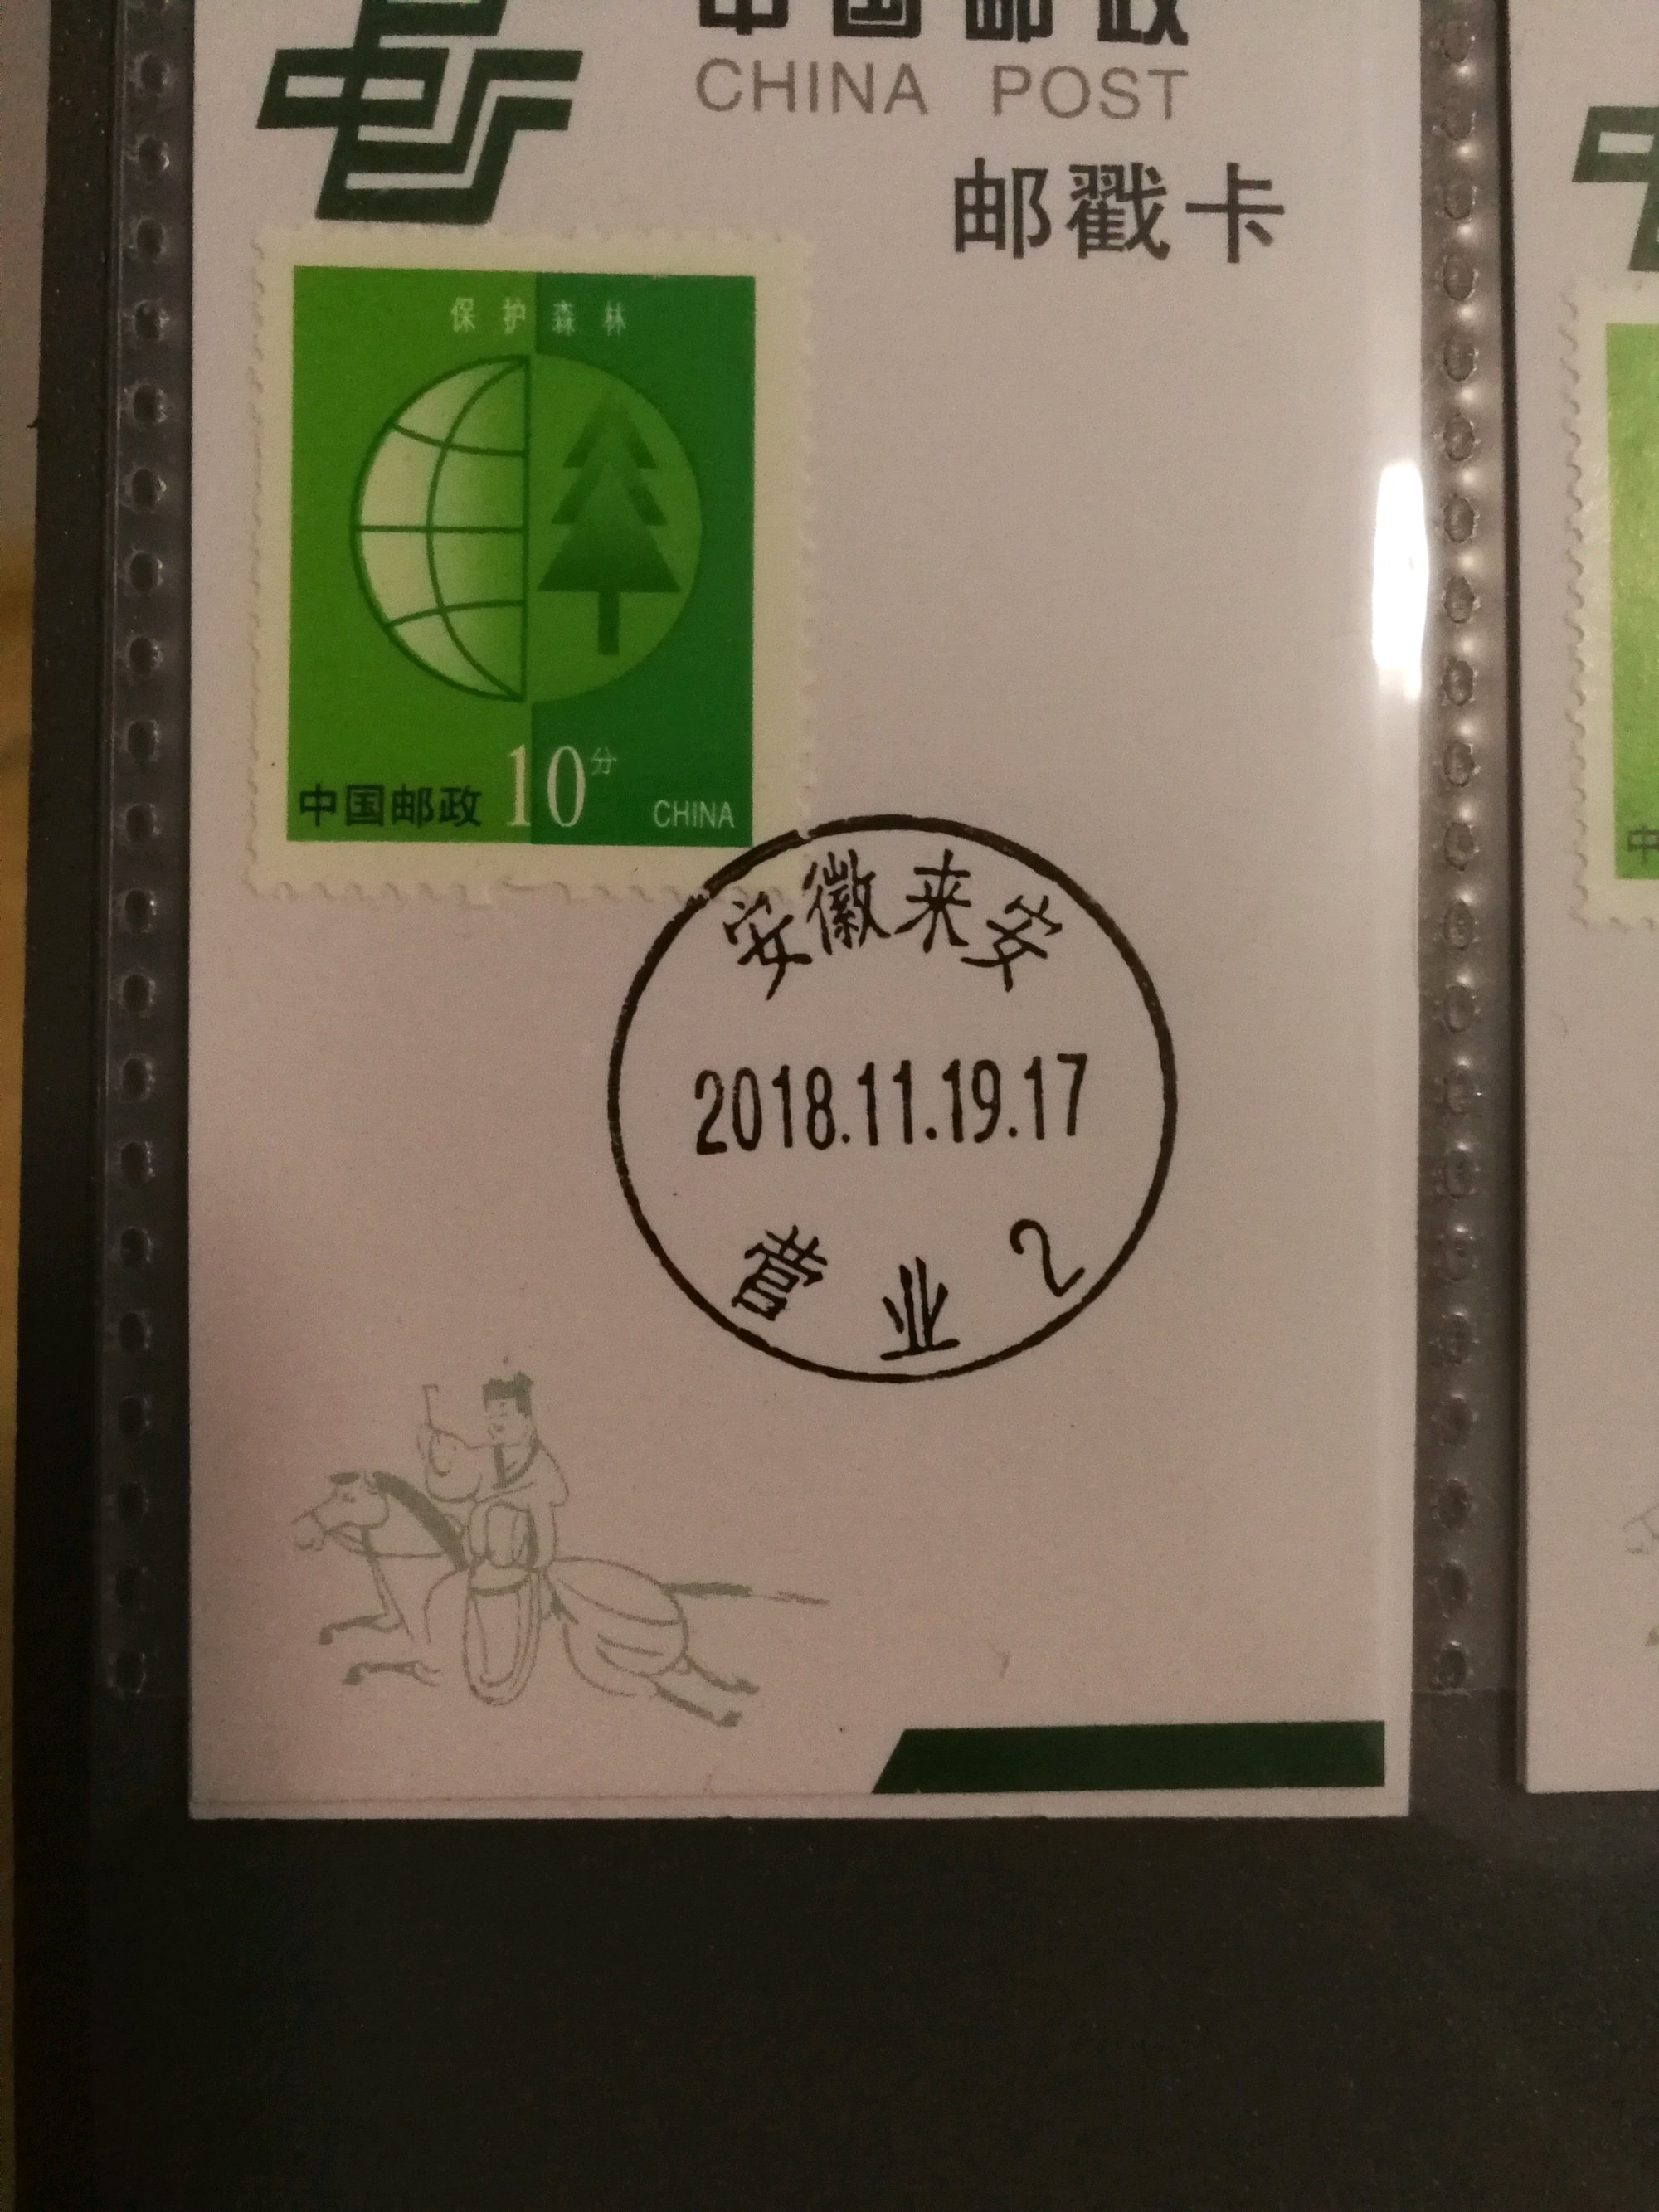 中国邮政
CHINA POST
邮戳卡
保护森林
10分
中国邮政 CHINA
安徽来安
2018.11.19.17
营业2
中